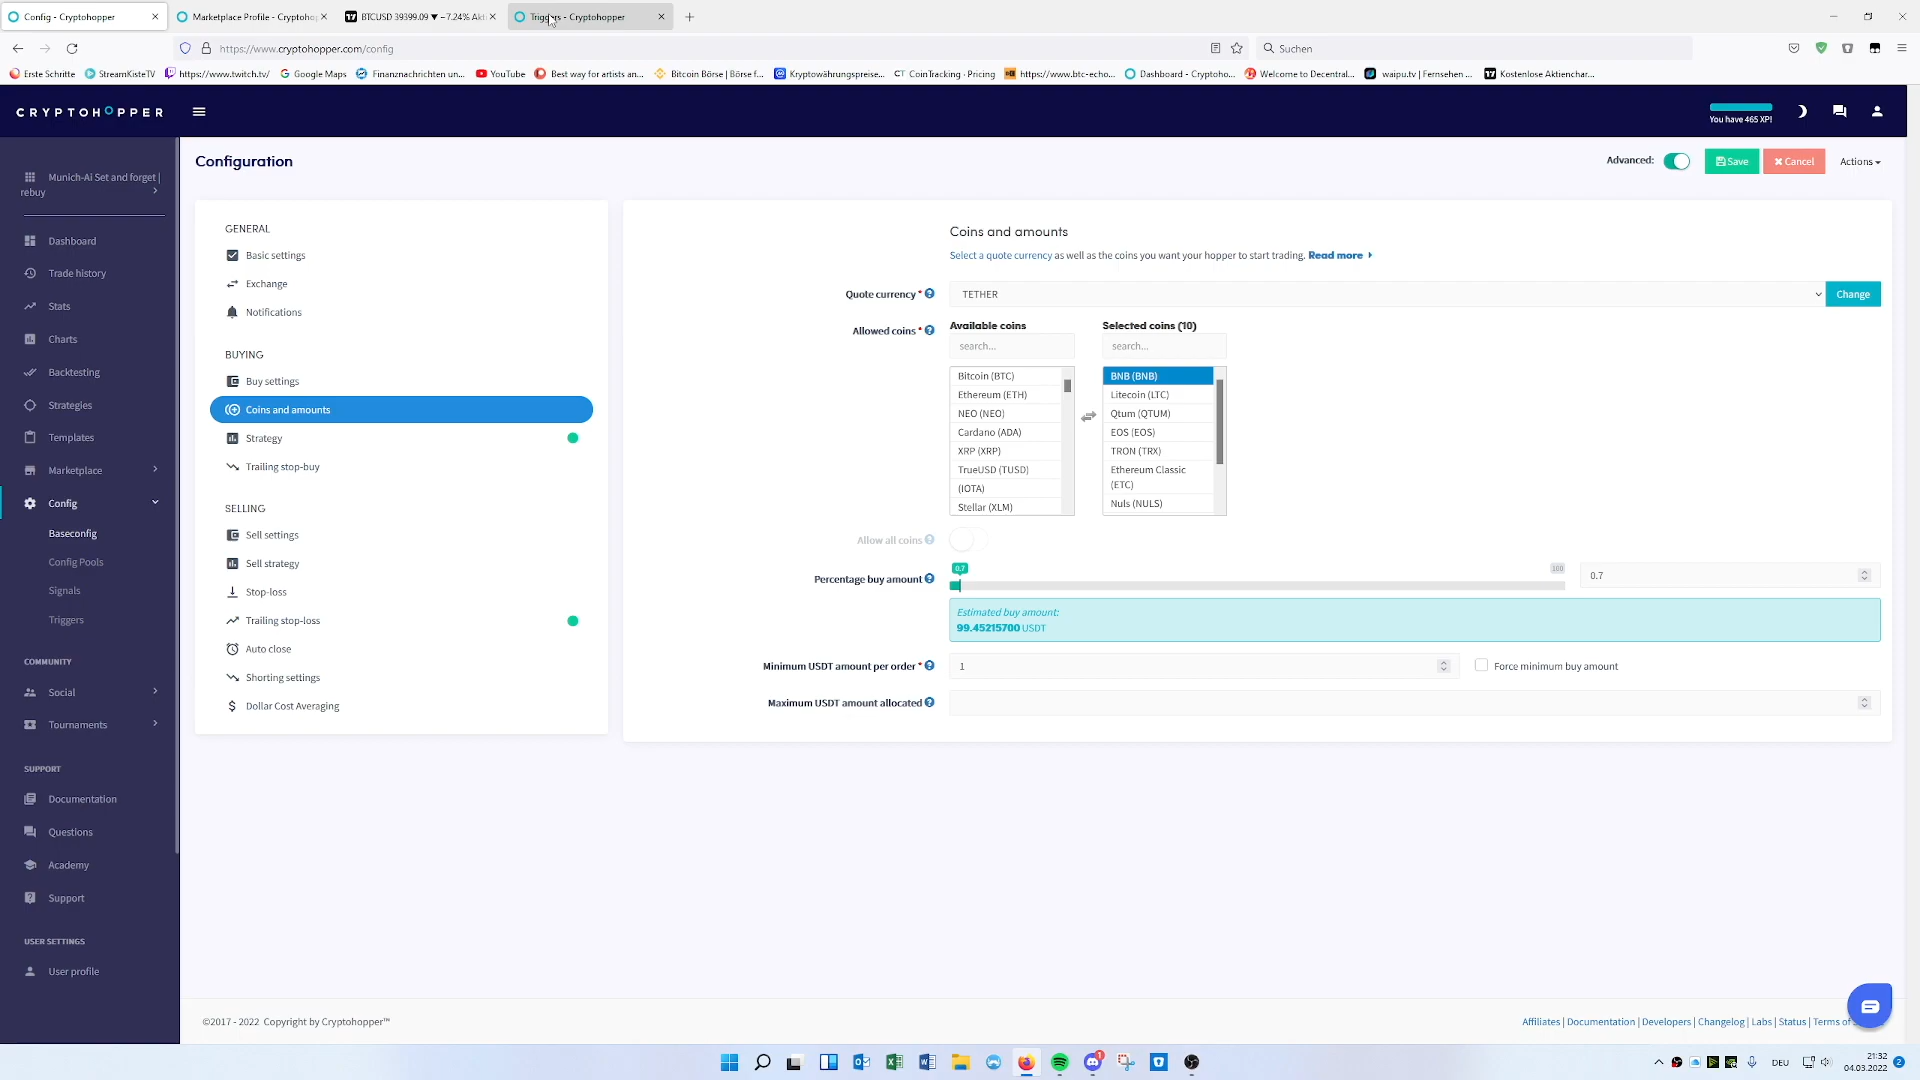 Config - Cryptohopper
Marketplace Profile - Cryptohop
BTCUSD 39399.09 ▼ −7.24% Akt
Triggers - Cryptohopper
https://www.cryptohopper.com/config
Suchen
Erste Schritte
StreamKisteTV
https://www.twitch.tv/
Google Maps
Finanznachrichten un...
YouTube
Best way for artists an...
Bitcoin Börse | Börse f...
Kryptowährungspreise...
CoinTracking · Pricing
https://www.btc-echo...
Dashboard - Cryptoho...
Welcome to Decentral...
waipu.tv | Fernsehen ...
Kostenlose Aktienchar...
CRYPTOHOPPER
You have 465 XP!
Munich-Ai Set and forget |
rebuy
Dashboard
Trade history
Stats
Charts
Backtesting
Strategies
Templates
Marketplace
Config
Baseconfig
Config Pools
Signals
Triggers
COMMUNITY
Social
Tournaments
SUPPORT
Documentation
Questions
Academy
Support
USER SETTINGS
User profile
Configuration
Advanced:
Save
Cancel
Actions
GENERAL
Basic settings
Exchange
Notifications
BUYING
Buy settings
Coins and amounts
Strategy
Trailing stop-buy
SELLING
Sell settings
Sell strategy
Stop-loss
Trailing stop-loss
Auto close
Shorting settings
Dollar Cost Averaging
Coins and amounts
Select a quote currency as well as the coins you want your hopper to start trading. Read more
Quote currency *
TETHER
Change
Allowed coins *
Available coins
search...
Bitcoin (BTC)
Ethereum (ETH)
NEO (NEO)
Cardano (ADA)
XRP (XRP)
TrueUSD (TUSD)
(IOTA)
Stellar (XLM)
Selected coins (10)
search...
BNB (BNB)
Litecoin (LTC)
Qtum (QTUM)
EOS (EOS)
TRON (TRX)
Ethereum Classic
(ETC)
Nuls (NULS)
Allow all coins
Percentage buy amount
0.7
100
0.7
Estimated buy amount:
99.45215700 USDT
Minimum USDT amount per order *
1
Force minimum buy amount
Maximum USDT amount allocated
©2017 - 2022 Copyright by Cryptohopper™
Affiliates | Documentation | Developers | Changelog | Labs | Status | Terms of
DEU
21:32
04.03.2022
2